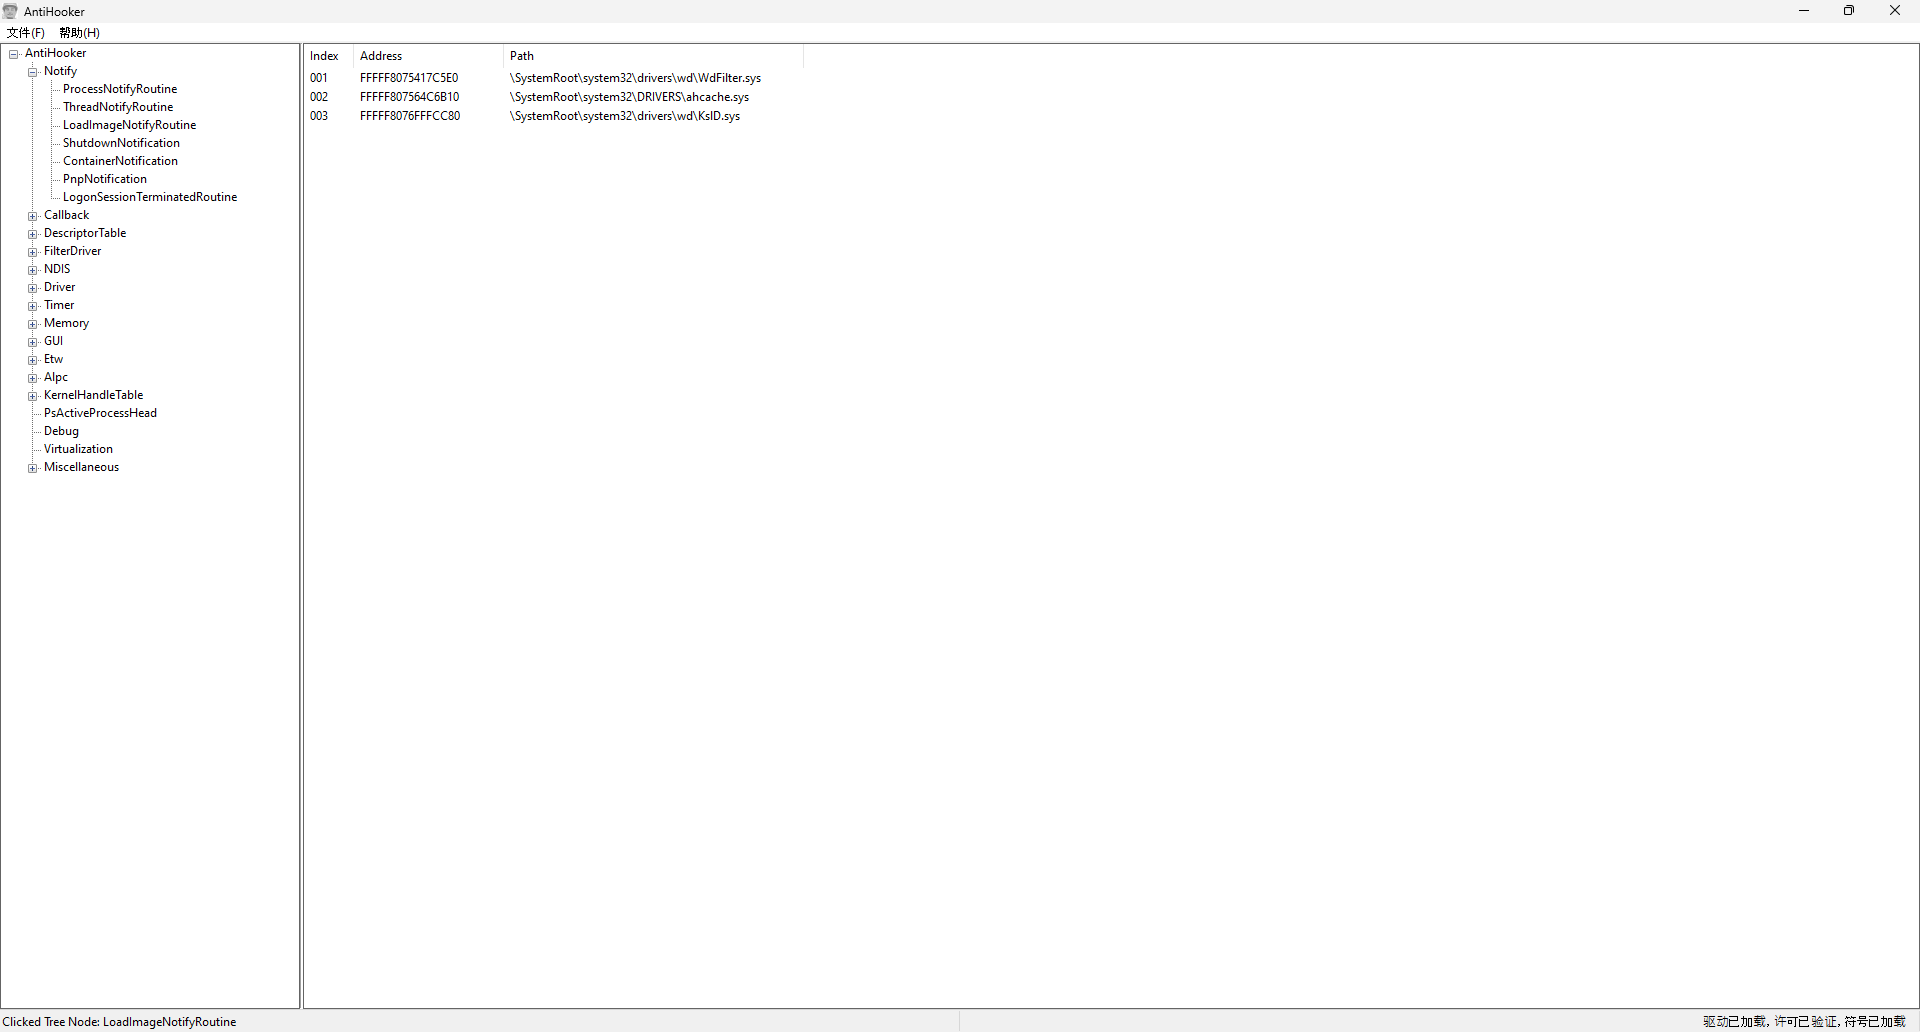 AntiHooker
文件(F) 帮助(H)
AntiHooker
Notify
ProcessNotifyRoutine
ThreadNotifyRoutine
LoadImageNotifyRoutine
ShutdownNotification
ContainerNotification
PnpNotification
LogonSessionTerminatedRoutine
Callback
DescriptorTable
FilterDriver
NDIS
Driver
Timer
Memory
GUI
Etw
Alpc
KernelHandleTable
PsActiveProcessHead
Debug
Virtualization
Miscellaneous
Index Address Path
001 FFFFF8075417C5E0 \SystemRoot\system32\drivers\wd\WdFilter.sys
002 FFFFF807564C6B10 \SystemRoot\system32\DRIVERS\ahcache.sys
003 FFFFF8076FFFCC80 \SystemRoot\system32\drivers\wd\KslD.sys
Clicked Tree Node: LoadImageNotifyRoutine
驱动已加载, 许可已验证, 符号已加载